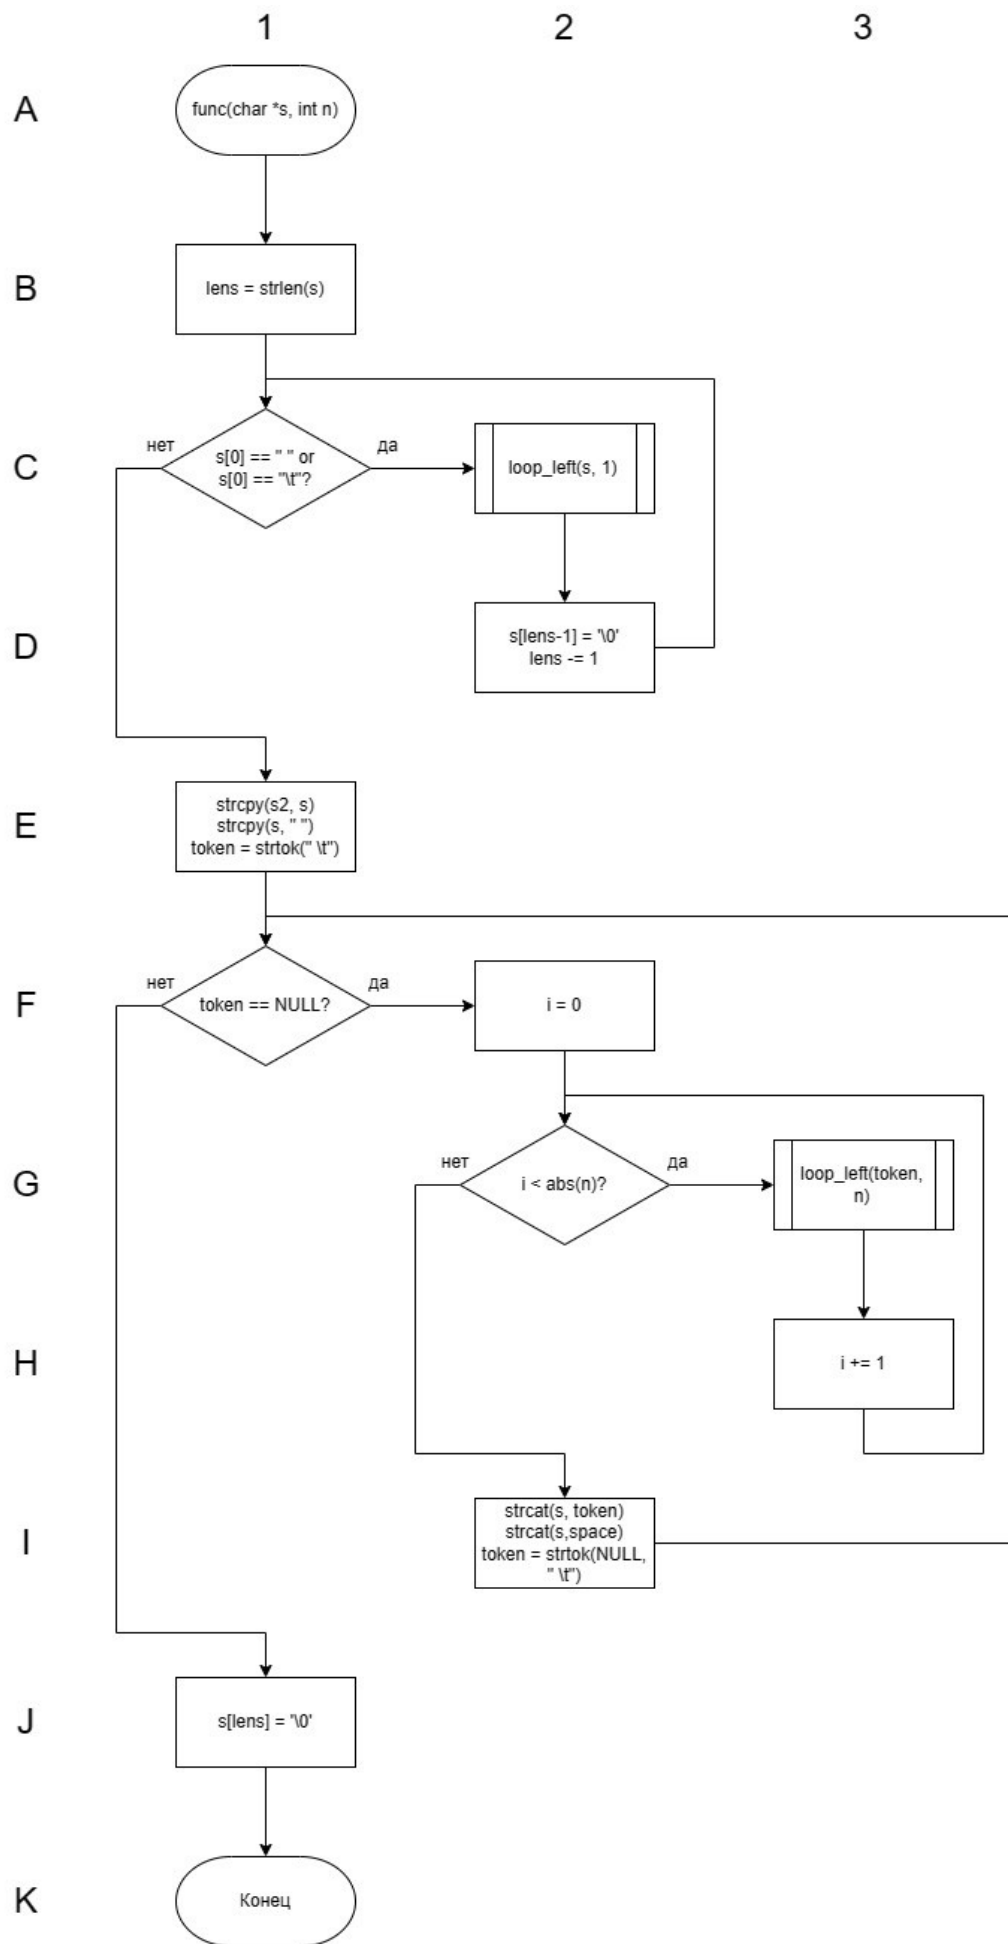 1 2 3
A
func(char *s, int n)
B
lens = strlen(s)
нет
да
C
s[0] == " " or
s[0] == "\t"?
loop_left(s, 1)
D
s[lens-1] = '\0'
lens -= 1
E
strcpy(s2, s)
strcpy(s, " ")
token = strtok(" \t")
нет
да
F
token == NULL?
i = 0
нет
да
G
i < abs(n)?
loop_left(token,
n)
H
i += 1
I
strcat(s, token)
strcat(s,space)
token = strtok(NULL,
" \t")
J
s[lens] = '\0'
K
Конец